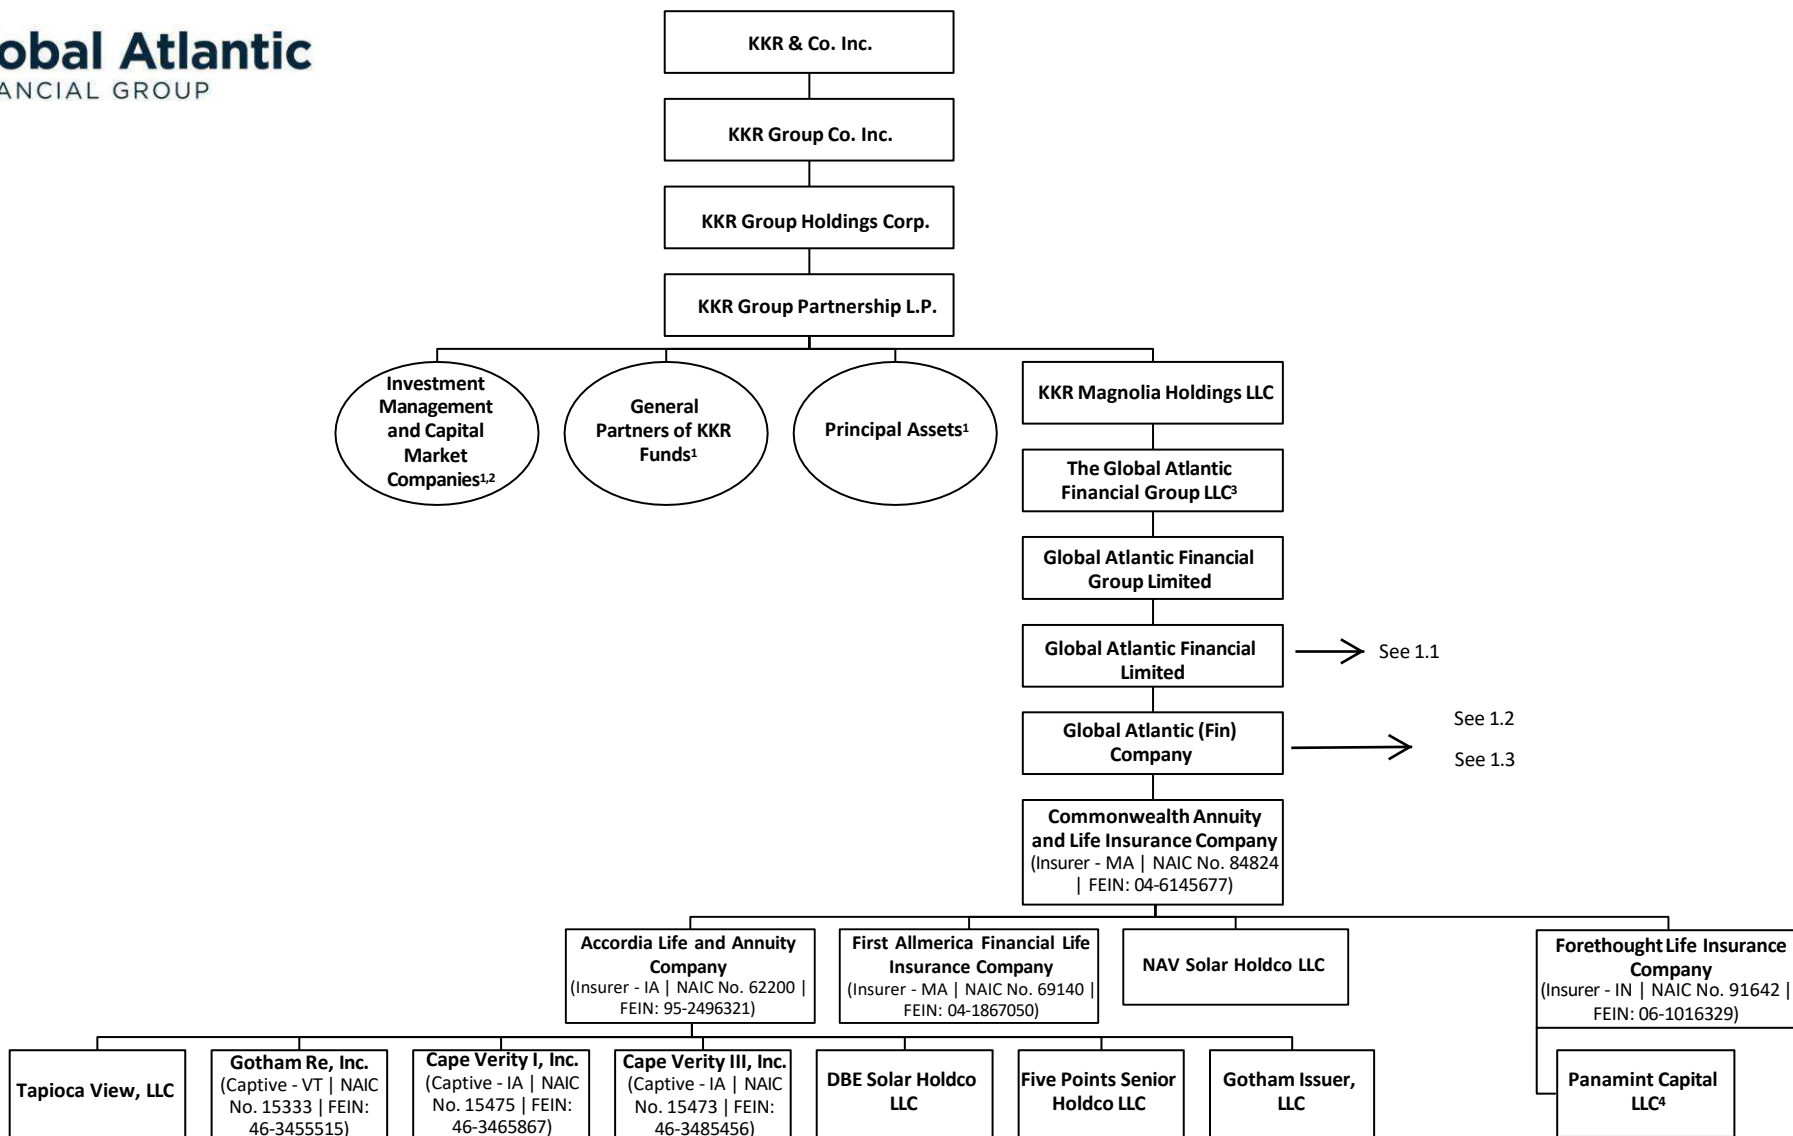 obal Atlantic
ANCIAL GROUP
KKR & Co. Inc.
KKR Group Co. Inc.
KKR Group Holdings Corp.
KKR Group Partnership L.P.
Investment
Management
and Capital
Market
Companies1,2
General
Partners of KKR
Funds1
Principal Assets1
KKR Magnolia Holdings LLC
The Global Atlantic
Financial Group LLC3
Global Atlantic Financial
Group Limited
Global Atlantic Financial
Limited
See 1.1
Global Atlantic (Fin)
Company
See 1.2
See 1.3
Commonwealth Annuity
and Life Insurance Company
(Insurer - MA | NAIC No. 84824
| FEIN: 04-6145677)
Accordia Life and Annuity
Company
(Insurer - IA | NAIC No. 62200 |
FEIN: 95-2496321)
First Allmerica Financial Life
Insurance Company
(Insurer - MA | NAIC No. 69140 |
FEIN: 04-1867050)
NAV Solar Holdco LLC
Forethought Life Insurance
Company
(Insurer - IN | NAIC No. 91642 |
FEIN: 06-1016329)
Tapioca View, LLC
Gotham Re, Inc.
(Captive - VT | NAIC
No. 15333 | FEIN:
46-3455515)
Cape Verity I, Inc.
(Captive - IA | NAIC
No. 15475 | FEIN:
46-3465867)
Cape Verity III, Inc.
(Captive - IA | NAIC
No. 15473 | FEIN:
46-3485456)
DBE Solar Holdco
LLC
Five Points Senior
Holdco LLC
Gotham Issuer,
LLC
Panamint Capital
LLC4